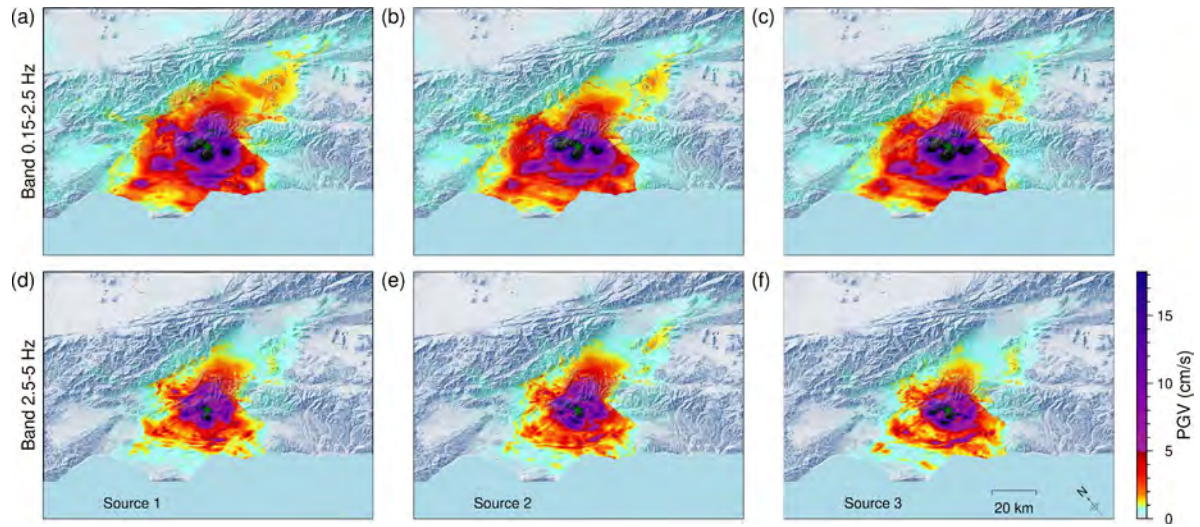 (a) (b) (c)
Band 0.15-2.5 Hz
(d) (e) (f)
Band 2.5-5 Hz
15
10
5
0
PGV (cm/s)
Source 1 Source 2 Source 3 20 km N